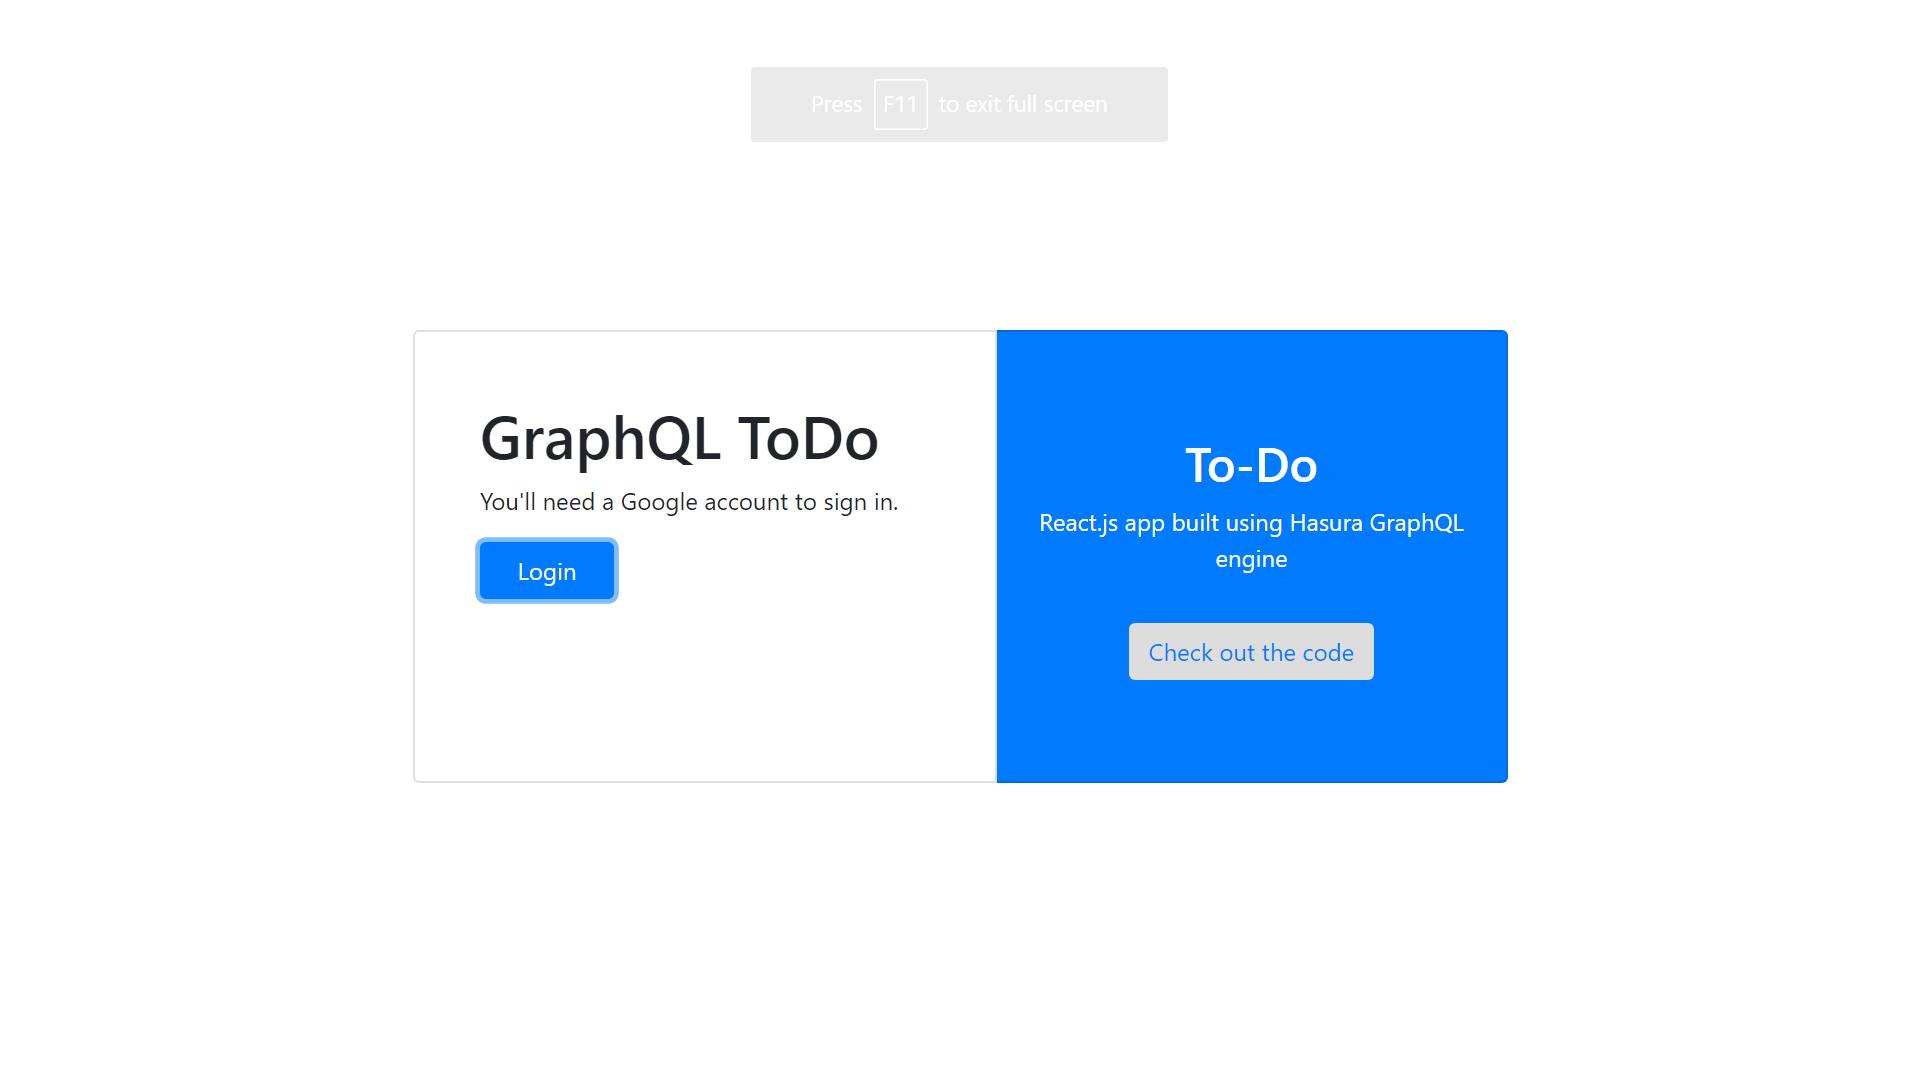 Press F11 to exit full screen
GraphQL ToDo
You'll need a Google account to sign in.
Login
To-Do
React.js app built using Hasura GraphQL
engine
Check out the code